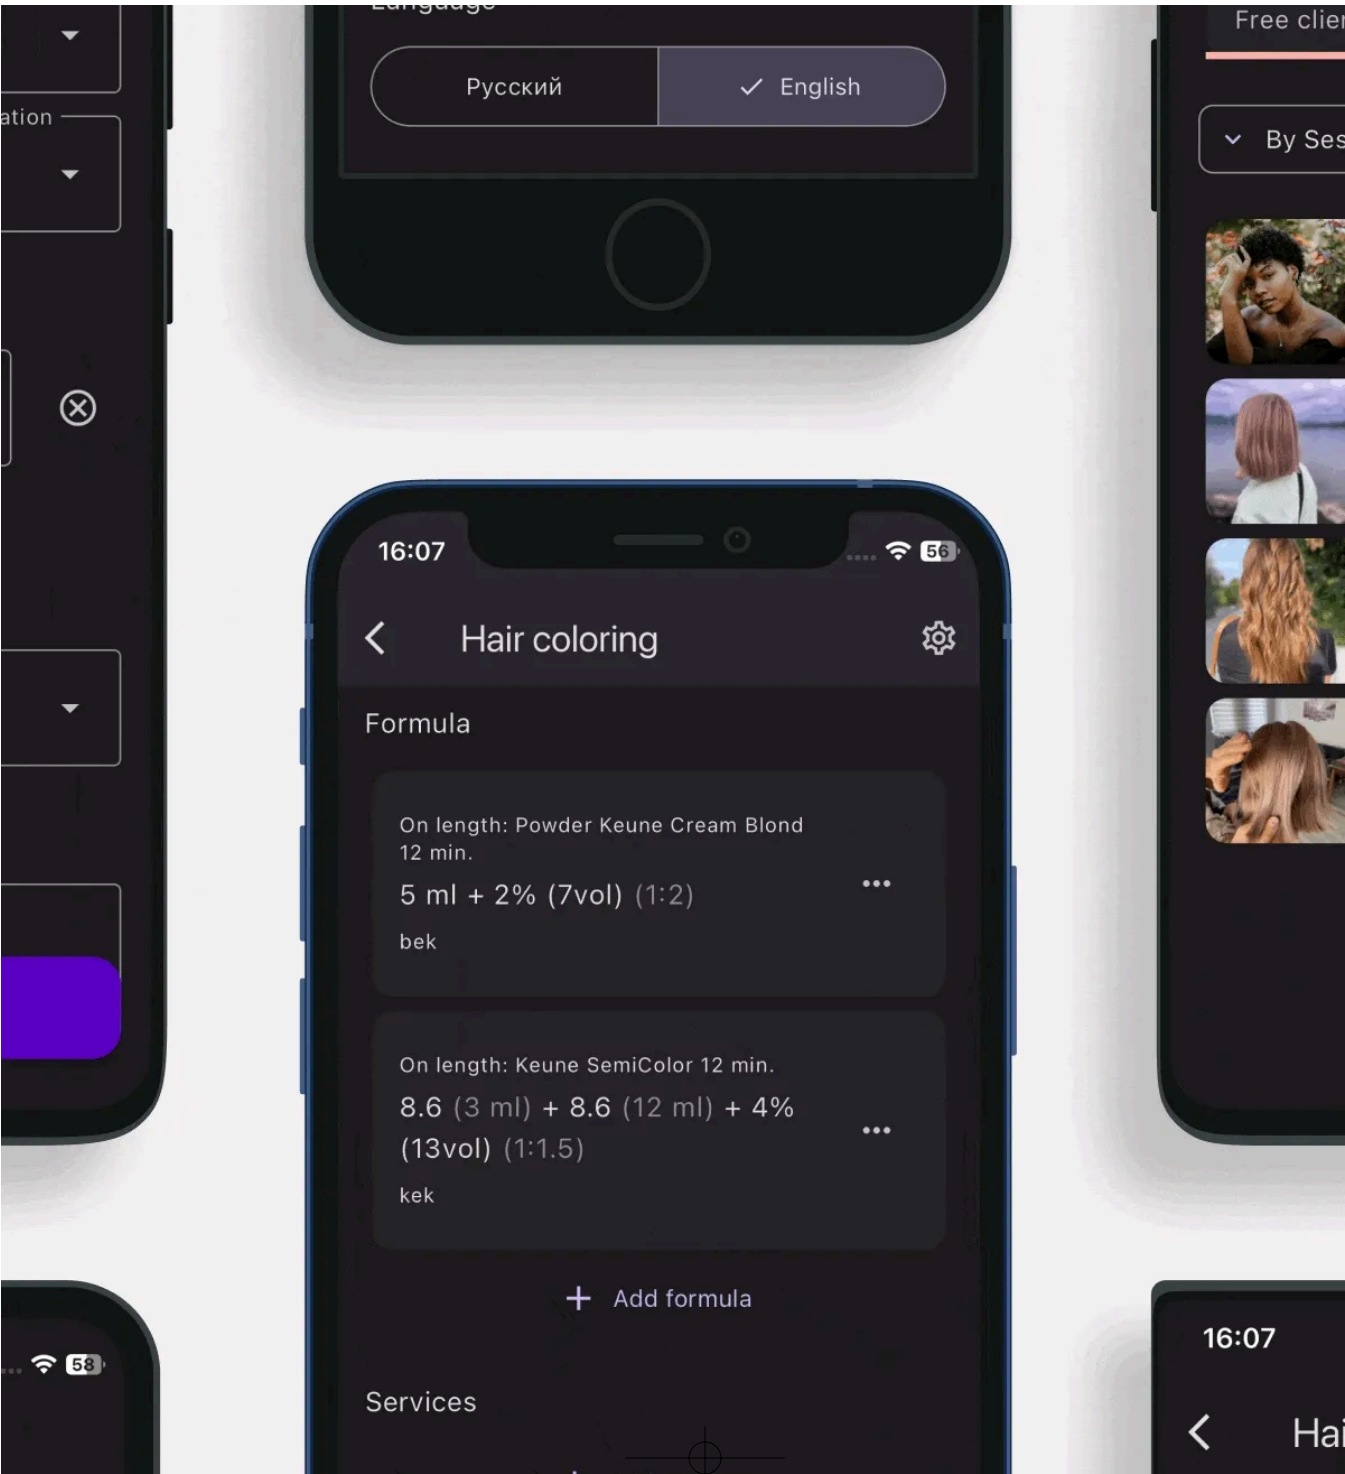 Language
Русский
English
ation
Free clien
By Ses
16:07
56
Hair coloring
Formula
On length: Powder Keune Cream Blond
12 min.
5 ml + 2% (7vol) (1:2)
bek
On length: Keune SemiColor 12 min.
8.6 (3 ml) + 8.6 (12 ml) + 4%
(13vol) (1:1.5)
kek
Add formula
Services
58
16:07
Hai